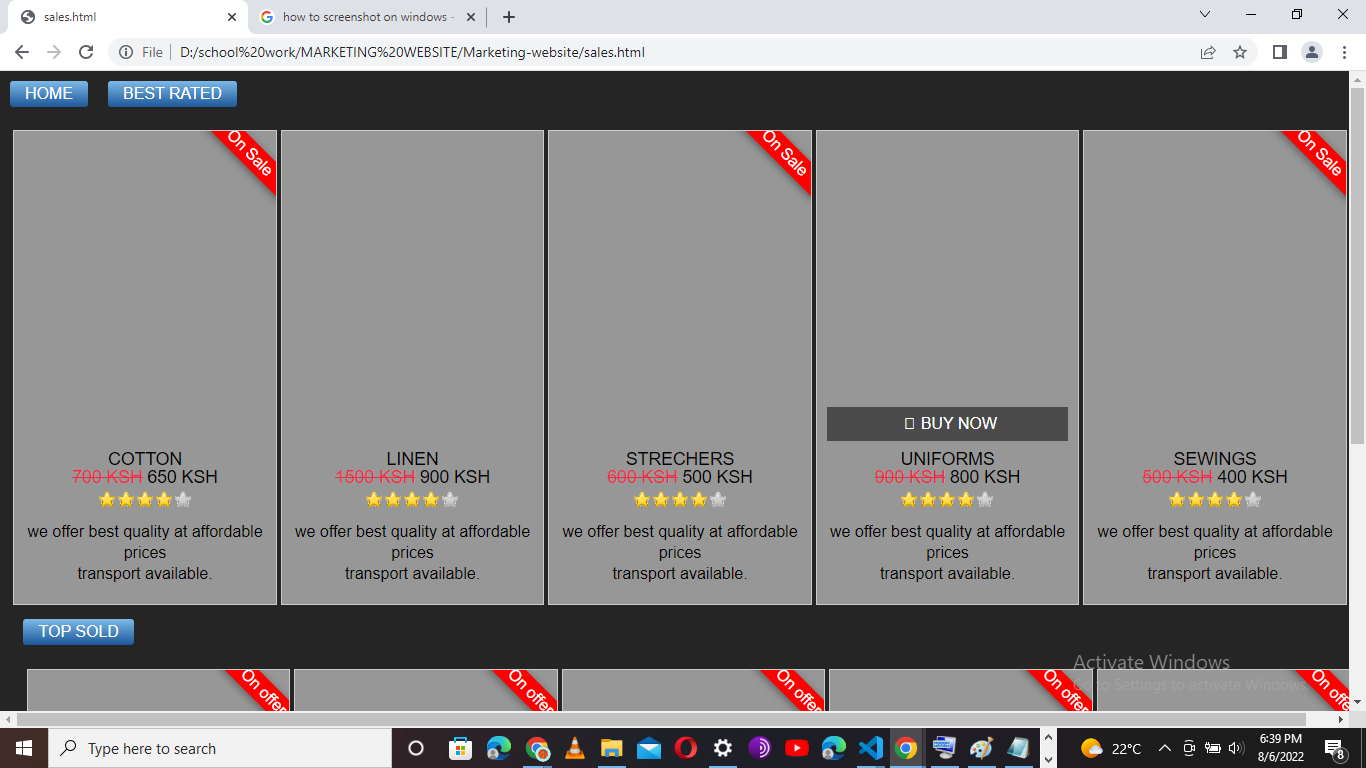 sales.html
how to screenshot on windows -
File
D:/school%20work/MARKETING%20WEBSITE/Marketing-website/sales.html
HOME
BEST RATED
On Sale
On Sale
On Sale
BUY NOW
COTTON
700 KSH 650 KSH
we offer best quality at affordable
prices
transport available.
LINEN
1500 KSH 900 KSH
we offer best quality at affordable
prices
transport available.
STRECHERS
600 KSH 500 KSH
we offer best quality at affordable
prices
transport available.
UNIFORMS
900 KSH 800 KSH
we offer best quality at affordable
prices
transport available.
SEWINGS
500 KSH 400 KSH
we offer best quality at affordable
prices
transport available.
TOP SOLD
On offer
On offer
On offer
On offer
On offer
Activate Windows
Go to Settings to activate Windows.
Type here to search
22°C
6:39 PM
8/6/2022
8